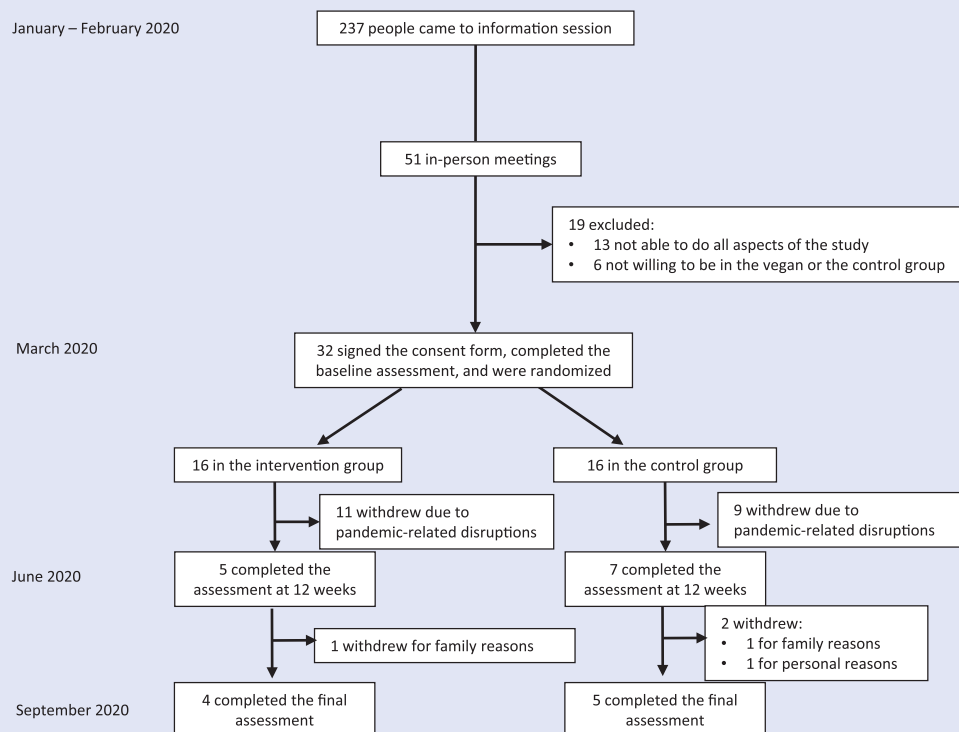 January – February 2020
237 people came to information session
51 in-person meetings
19 excluded:
• 13 not able to do all aspects of the study
• 6 not willing to be in the vegan or the control group
March 2020
32 signed the consent form, completed the
baseline assessment, and were randomized
16 in the intervention group
16 in the control group
11 withdrew due to
pandemic-related disruptions
9 withdrew due to
pandemic-related disruptions
June 2020
5 completed the
assessment at 12 weeks
7 completed the
assessment at 12 weeks
1 withdrew for family reasons
2 withdrew:
• 1 for family reasons
• 1 for personal reasons
September 2020
4 completed the final
assessment
5 completed the final
assessment